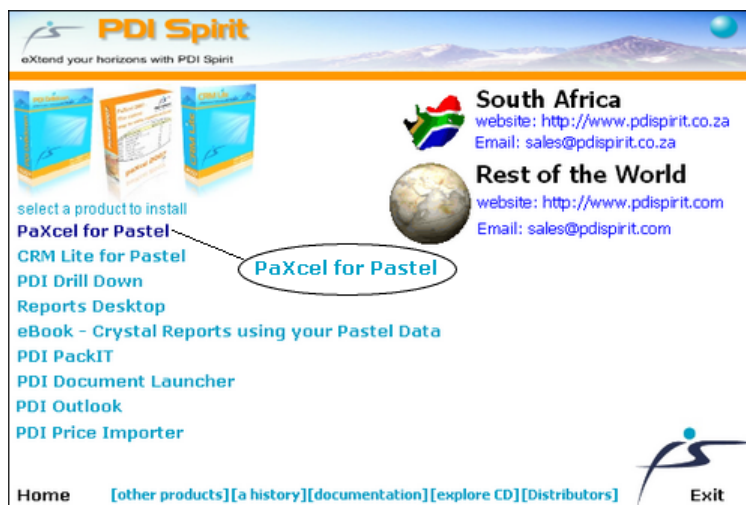 PDI Spirit
eXtend your horizons with PDI Spirit
South Africa
website: http://www.pdispirit.co.za
Email: sales@pdispirit.co.za
Rest of the World
website: http://www.pdispirit.com
Email: sales@pdispirit.com
select a product to install
PaXcel for Pastel
PaXcel for Pastel
CRM Lite for Pastel
PDI Drill Down
Reports Desktop
eBook - Crystal Reports using your Pastel Data
PDI PackIT
PDI Document Launcher
PDI Outlook
PDI Price Importer
Home [other products][a history][documentation][explore CD][Distributors] Exit